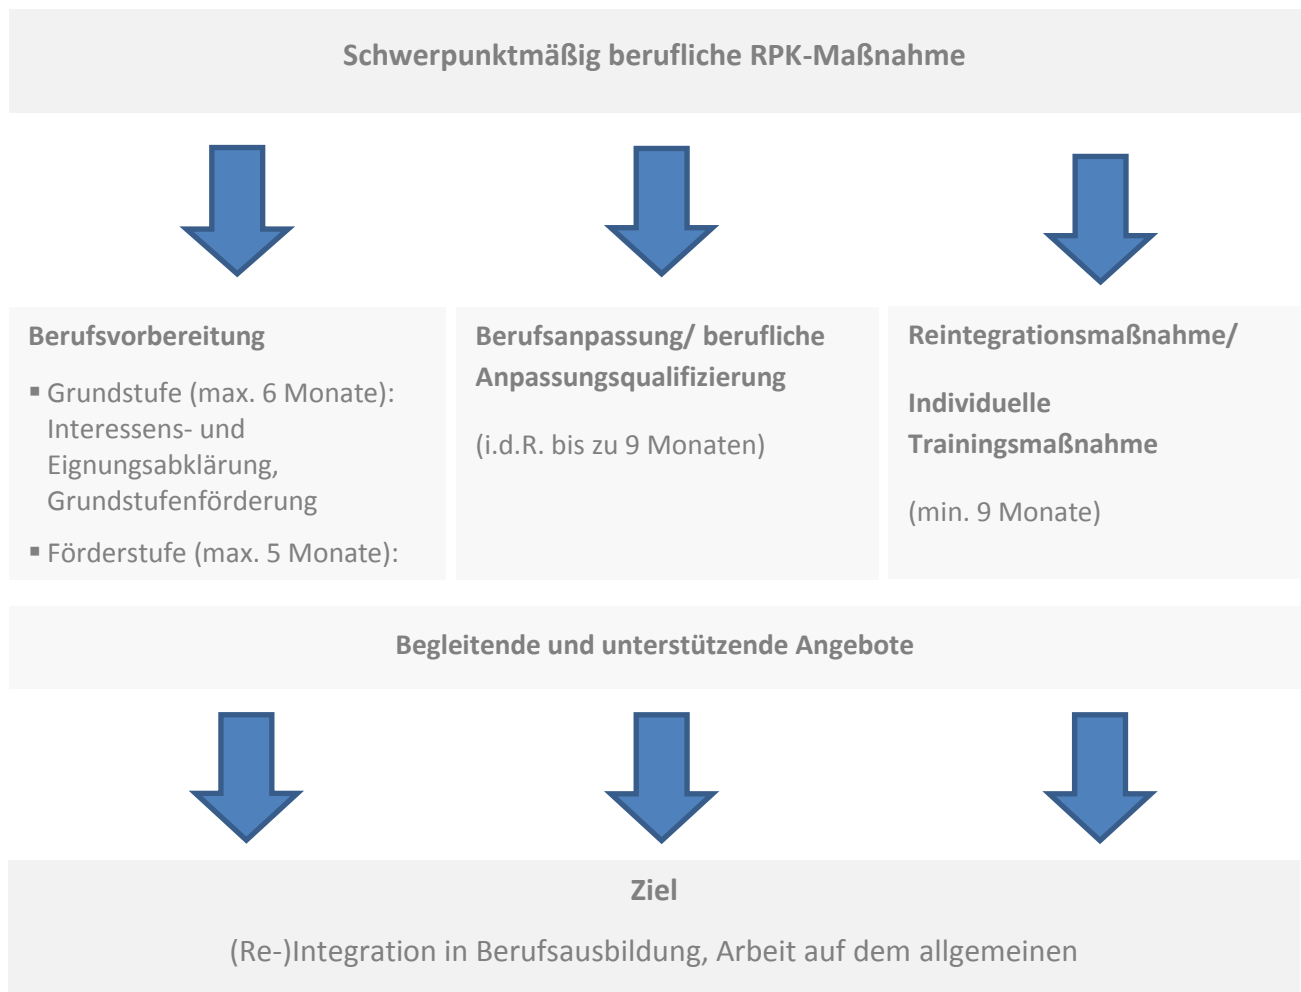 Schwerpunktmäßig berufliche RPK-Maßnahme
Berufsvorbereitung
▪ Grundstufe (max. 6 Monate):
Interessens- und
Eignungsabklärung,
Grundstufenförderung
▪ Förderstufe (max. 5 Monate):
Berufsanpassung/ berufliche
Anpassungsqualifizierung
(i.d.R. bis zu 9 Monaten)
Reintegrationsmaßnahme/
Individuelle
Trainingsmaßnahme
(min. 9 Monate)
Begleitende und unterstützende Angebote
Ziel
(Re-)Integration in Berufsausbildung, Arbeit auf dem allgemeinen